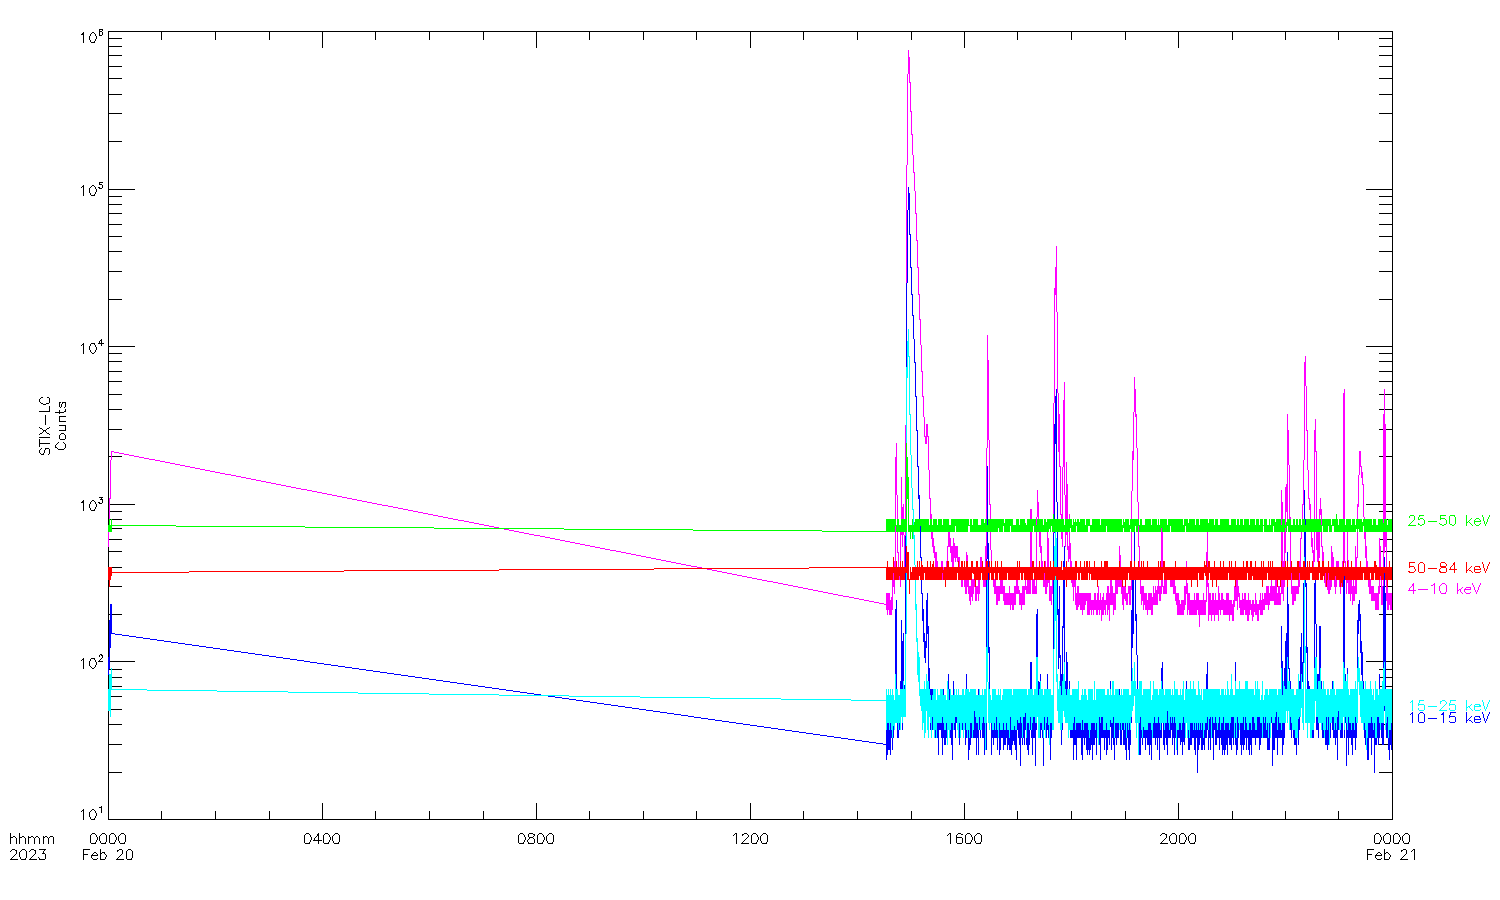 10⁶
10⁵
10⁴
10³
10²
10¹
STIX-LC
Counts
25-50 keV
50-84 keV
4-10 keV
15-25 keV
10-15 keV
hhmm 0000 0400 0800 1200 1600 2000 0000
2023 Feb 20 Feb 21